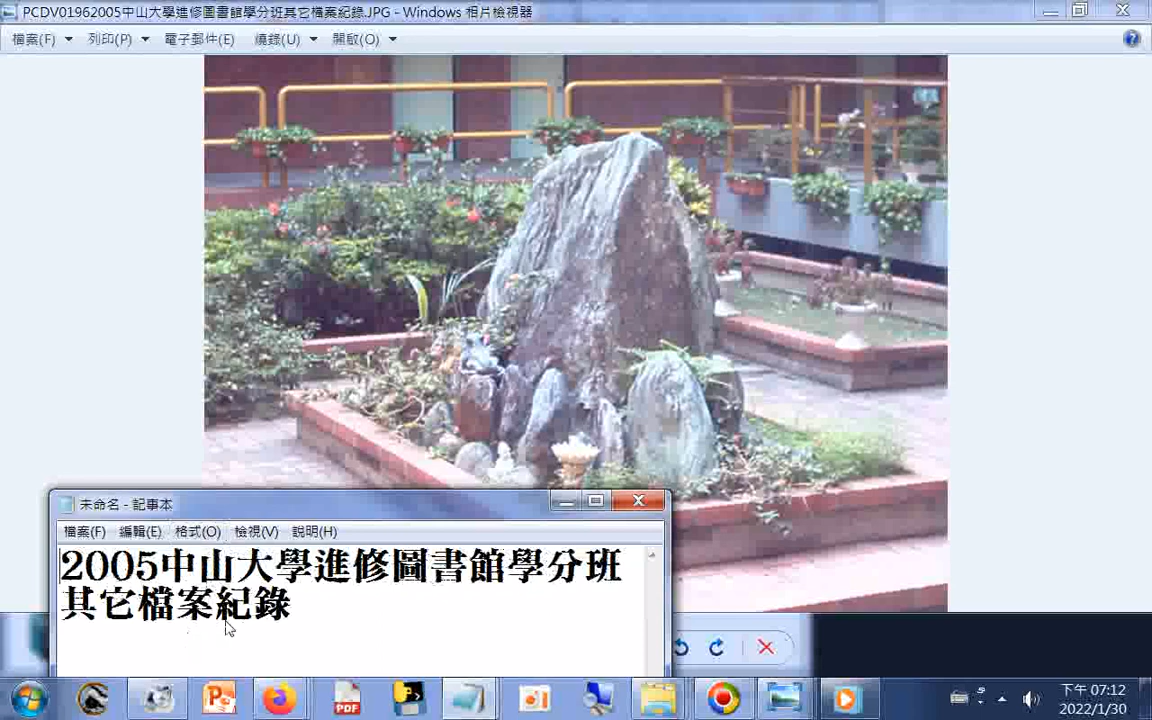 PCDV01962005中山大學進修圖書館學分班其它檔案紀錄.JPG - Windows 相片檢視器
檔案(F) 列印(P) 電子郵件(E) 燒錄(U) 開啟(O)
未命名 - 記事本
檔案(F) 編輯(E) 格式(O) 檢視(V) 說明(H)
2005中山大學進修圖書館學分班
其它檔案紀錄
PDF
下午 07:12
2022/1/30